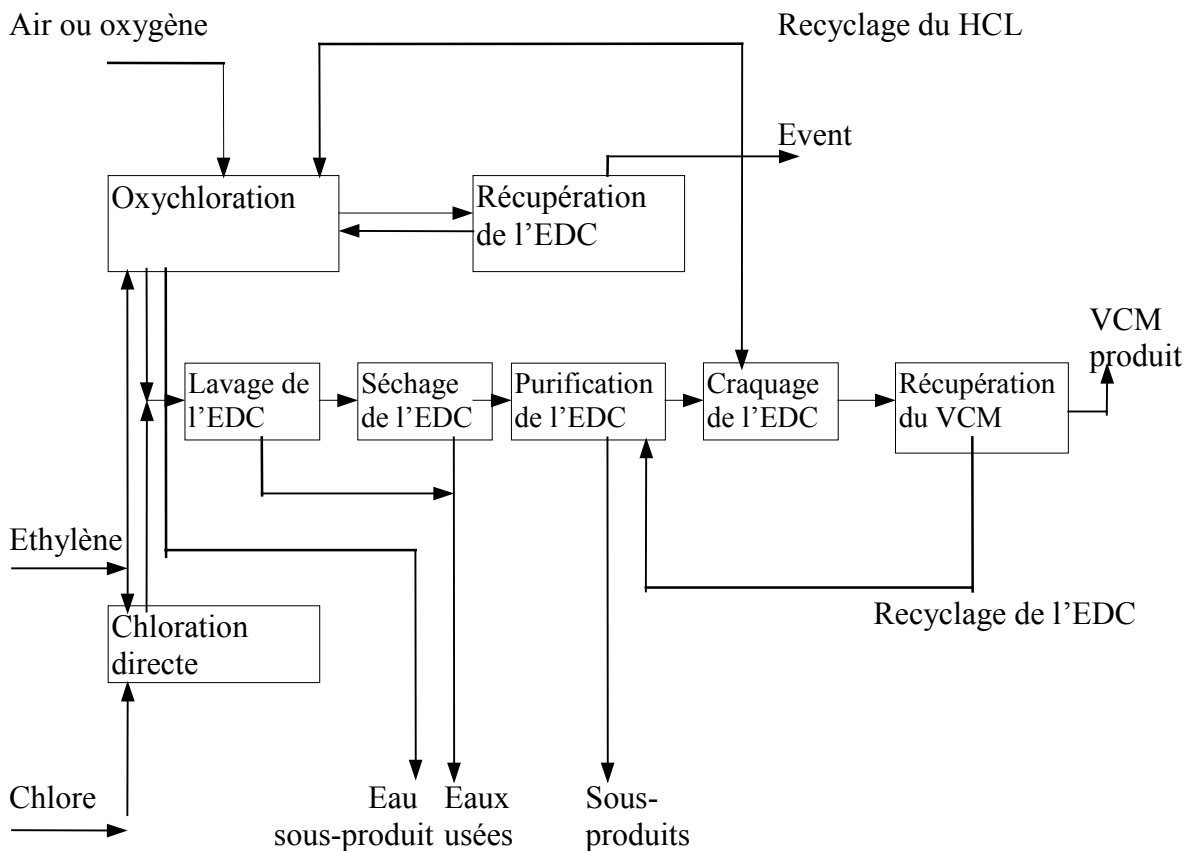 Air ou oxygène
Recyclage du HCL
Event
Oxychloration
Récupération
de l’EDC
VCM
produit
Lavage de
l’EDC
Séchage
de l’EDC
Purification
de l’EDC
Craquage
de l’EDC
Récupération
du VCM
Ethylène
Recyclage de l’EDC
Chloration
directe
Chlore
Eau
sous-produit
Eaux
usées
Sous-
produits